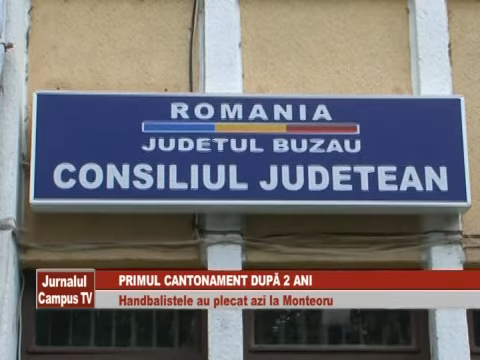 ROMANIA
JUDETUL BUZAU
CONSILIUL JUDETEAN
Jurnalul
Campus TV
PRIMUL CANTONAMENT DUPĂ 2 ANI
Handbalistele au plecat azi la Monteoru